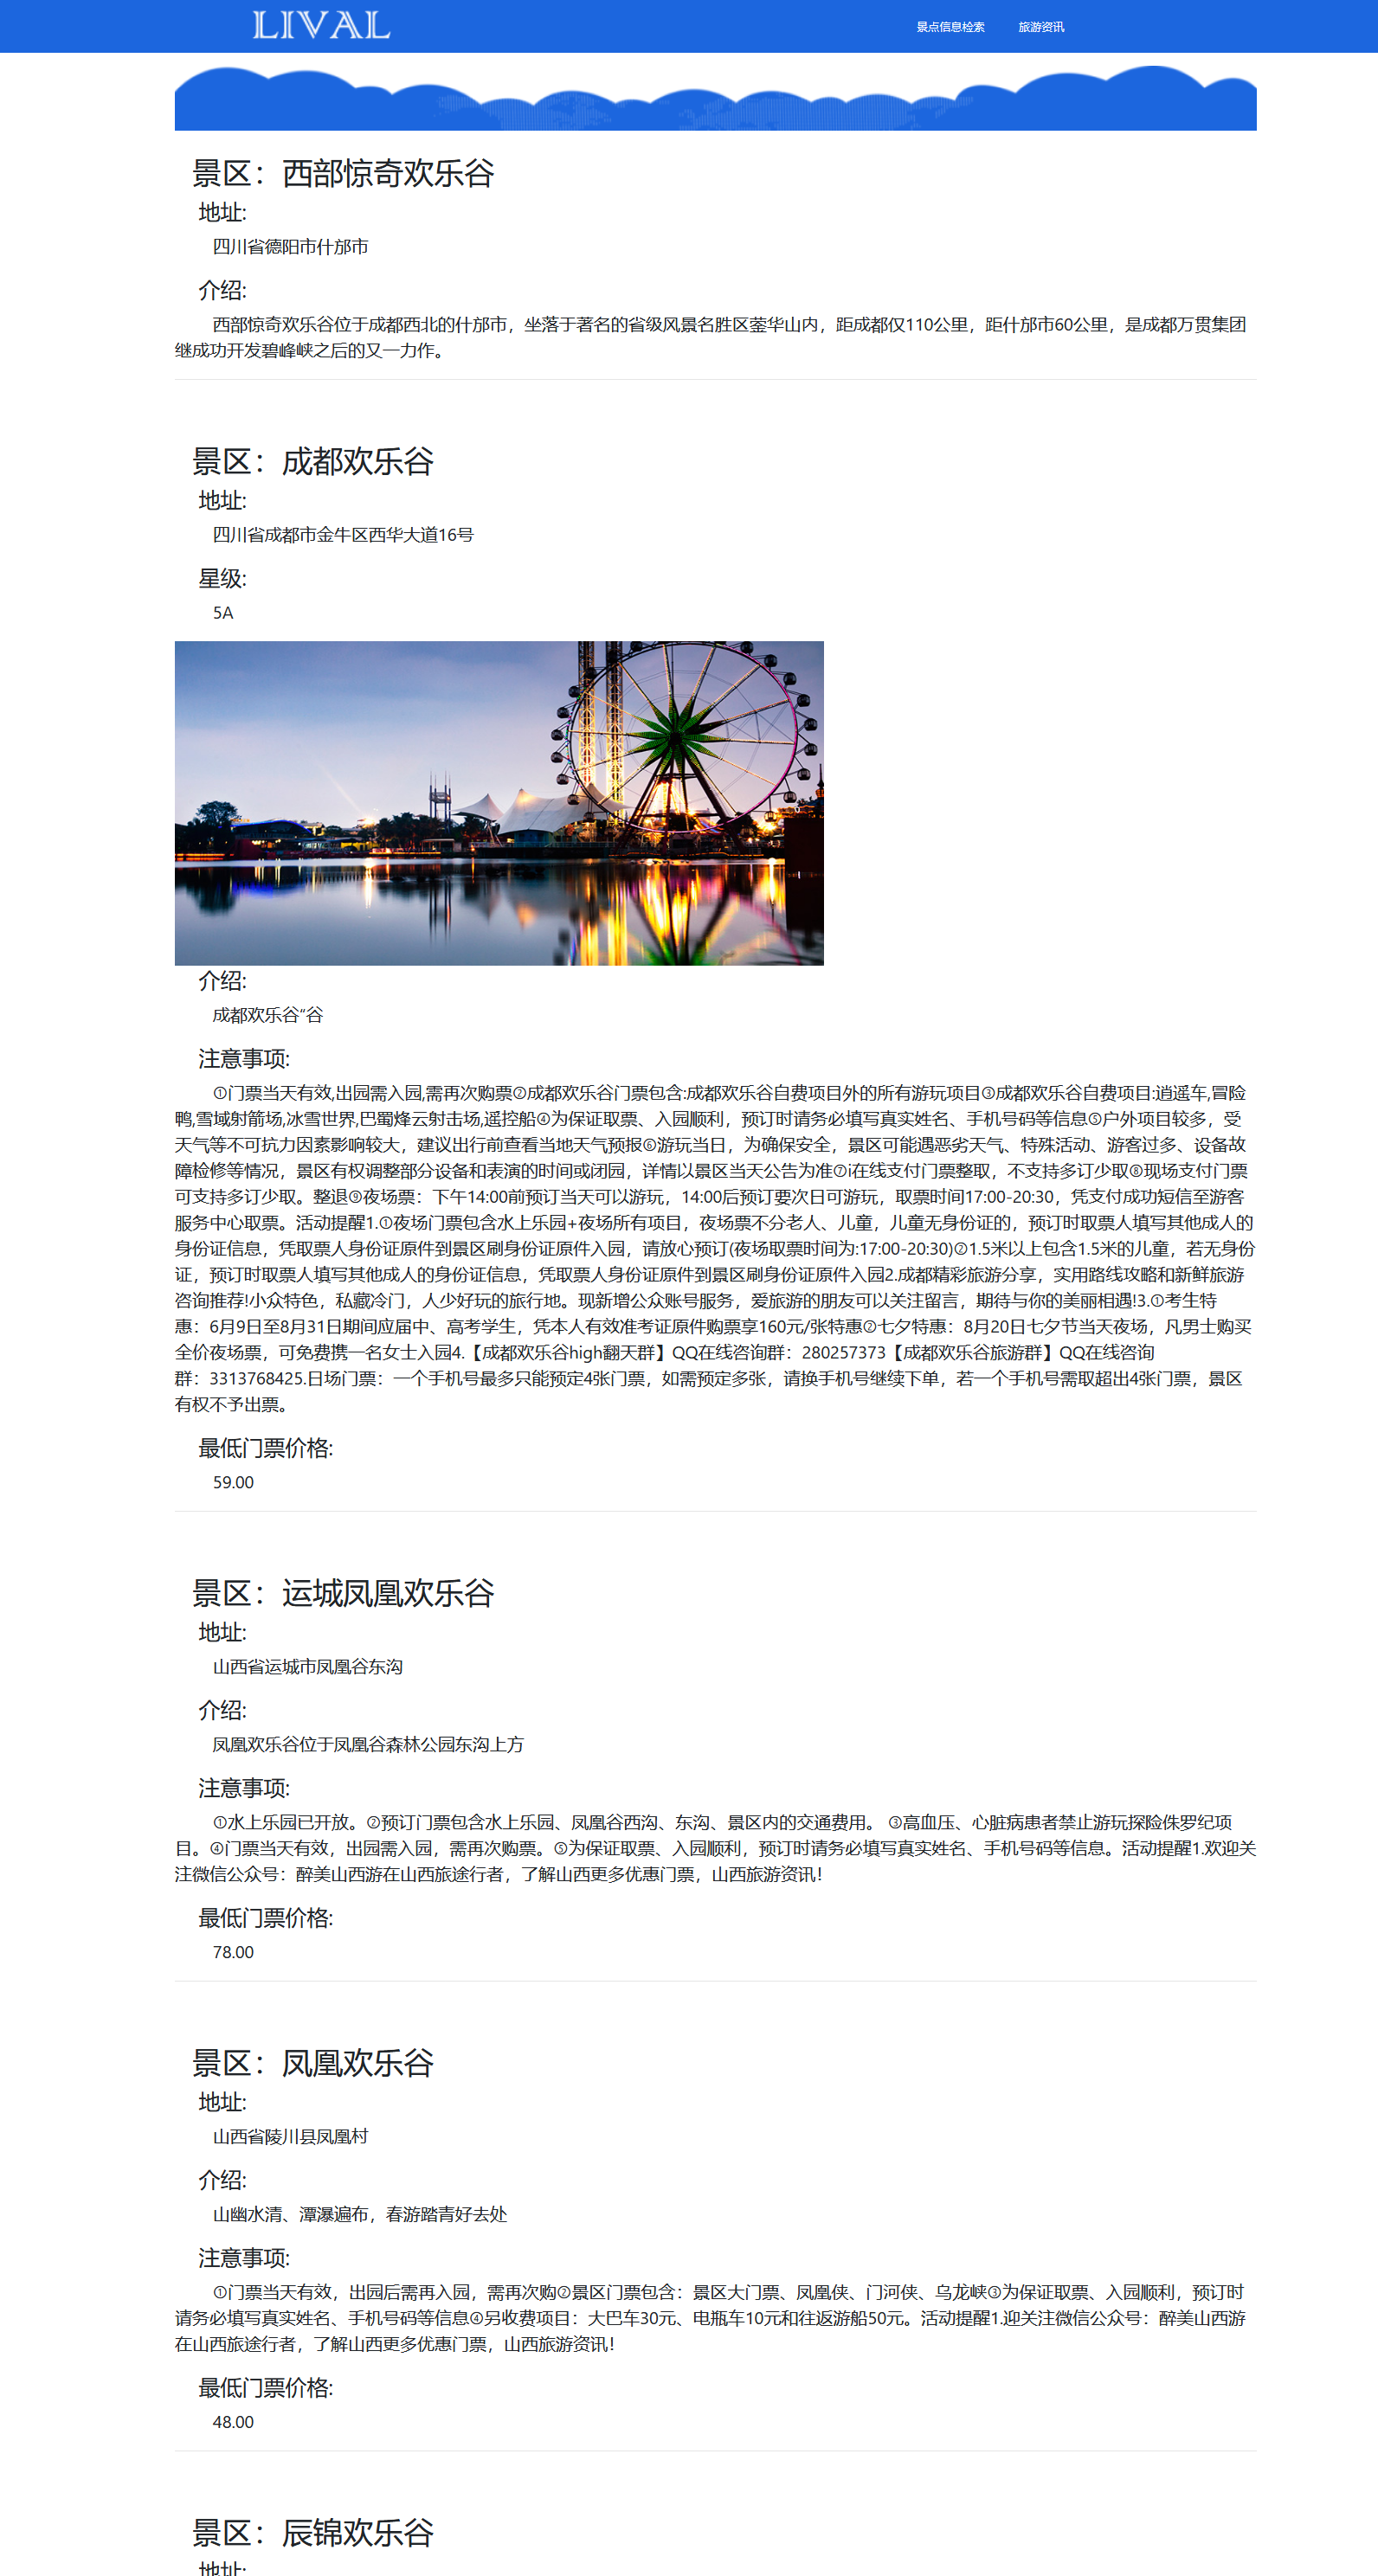 LIVAL
景点信息检索 旅游资讯
景区：西部惊奇欢乐谷
地址:
四川省德阳市什邡市
介绍:
西部惊奇欢乐谷位于成都西北的什邡市，坐落于著名的省级风景名胜区蓥华山内，距成都仅110公里，距什邡市60公里，是成都万贯集团
继成功开发碧峰峡之后的又一力作。
景区：成都欢乐谷
地址:
四川省成都市金牛区西华大道16号
星级:
5A
介绍:
成都欢乐谷“谷
注意事项:
①门票当天有效,出园需入园,需再次购票②成都欢乐谷门票包含:成都欢乐谷自费项目外的所有游玩项目③成都欢乐谷自费项目:逍遥车,冒险
鸭,雪域射箭场,冰雪世界,巴蜀烽云射击场,遥控船④为保证取票、入园顺利，预订时请务必填写真实姓名、手机号码等信息⑤户外项目较多，受
天气等不可抗力因素影响较大，建议出行前查看当地天气预报⑥游玩当日，为确保安全，景区可能遇恶劣天气、特殊活动、游客过多、设备故
障检修等情况，景区有权调整部分设备和表演的时间或闭园，详情以景区当天公告为准⑦i在线支付门票整取，不支持多订少取⑧现场支付门票
可支持多订少取。整退⑨夜场票：下午14:00前预订当天可以游玩，14:00后预订要次日可游玩，取票时间17:00-20:30，凭支付成功短信至游客
服务中心取票。活动提醒1.①夜场门票包含水上乐园+夜场所有项目，夜场票不分老人、儿童，儿童无身份证的，预订时取票人填写其他成人的
身份证信息，凭取票人身份证原件到景区刷身份证原件入园，请放心预订(夜场取票时间为:17:00-20:30)②1.5米以上包含1.5米的儿童，若无身份
证，预订时取票人填写其他成人的身份证信息，凭取票人身份证原件到景区刷身份证原件入园2.成都精彩旅游分享，实用路线攻略和新鲜旅游
咨询推荐!小众特色，私藏冷门，人少好玩的旅行地。现新增公众账号服务，爱旅游的朋友可以关注留言，期待与你的美丽相遇!3.①考生特
惠：6月9日至8月31日期间应届中、高考学生，凭本人有效准考证原件购票享160元/张特惠②七夕特惠：8月20日七夕节当天夜场，凡男士购买
全价夜场票，可免费携一名女士入园4.【成都欢乐谷high翻天群】QQ在线咨询群：280257373【成都欢乐谷旅游群】QQ在线咨询
群：3313768425.日场门票：一个手机号最多只能预定4张门票，如需预定多张，请换手机号继续下单，若一个手机号需取超出4张门票，景区
有权不予出票。
最低门票价格:
59.00
景区：运城凤凰欢乐谷
地址:
山西省运城市凤凰谷东沟
介绍:
凤凰欢乐谷位于凤凰谷森林公园东沟上方
注意事项:
①水上乐园已开放。②预订门票包含水上乐园、凤凰谷西沟、东沟、景区内的交通费用。 ③高血压、心脏病患者禁止游玩探险侏罗纪项
目。④门票当天有效，出园需入园，需再次购票。⑤为保证取票、入园顺利，预订时请务必填写真实姓名、手机号码等信息。活动提醒1.欢迎关
注微信公众号：醉美山西游在山西旅途行者，了解山西更多优惠门票，山西旅游资讯！
最低门票价格:
78.00
景区：凤凰欢乐谷
地址:
山西省陵川县凤凰村
介绍:
山幽水清、潭瀑遍布，春游踏青好去处
注意事项:
①门票当天有效，出园后需再入园，需再次购②景区门票包含：景区大门票、凤凰侠、门河侠、乌龙峡③为保证取票、入园顺利，预订时
请务必填写真实姓名、手机号码等信息④另收费项目：大巴车30元、电瓶车10元和往返游船50元。活动提醒1.迎关注微信公众号：醉美山西游
在山西旅途行者，了解山西更多优惠门票，山西旅游资讯！
最低门票价格:
48.00
景区：辰锦欢乐谷
地址: